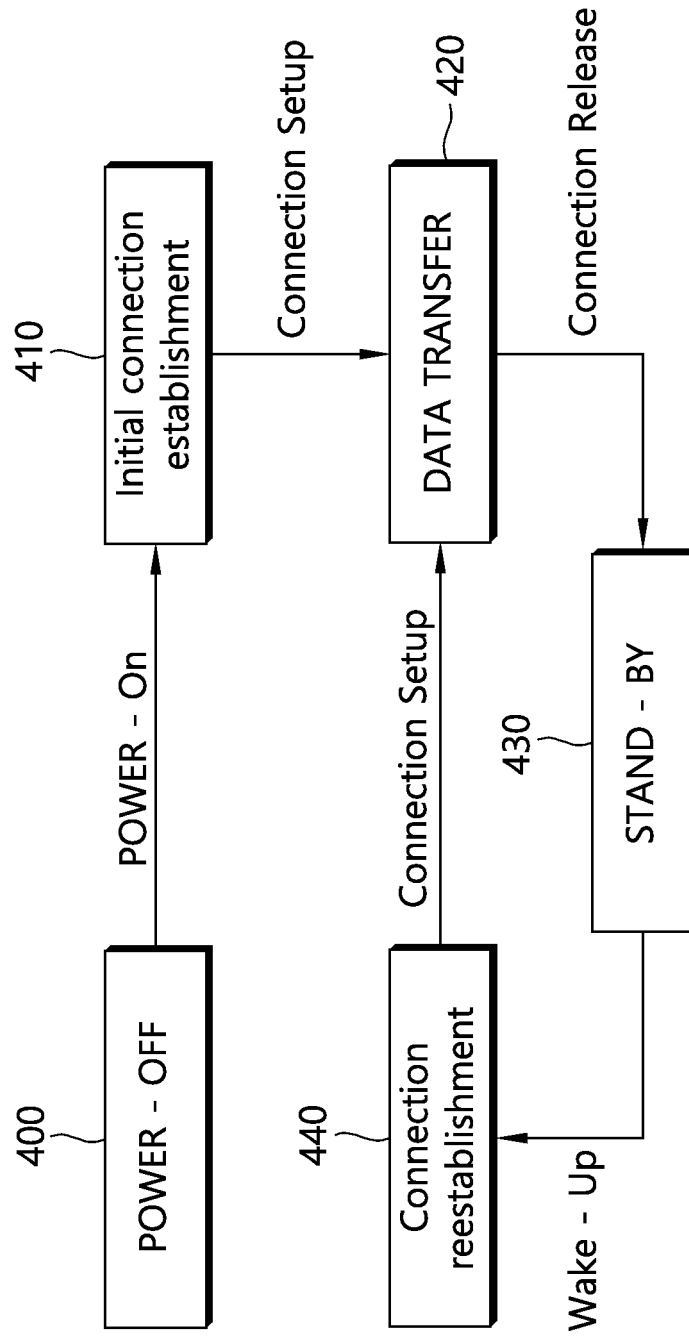 400
POWER - OFF
POWER - On
410
Initial connection
establishment
Connection Setup
440
Connection
reestablishment
Connection Setup
420
DATA TRANSFER
Wake - Up
430
STAND - BY
Connection Release